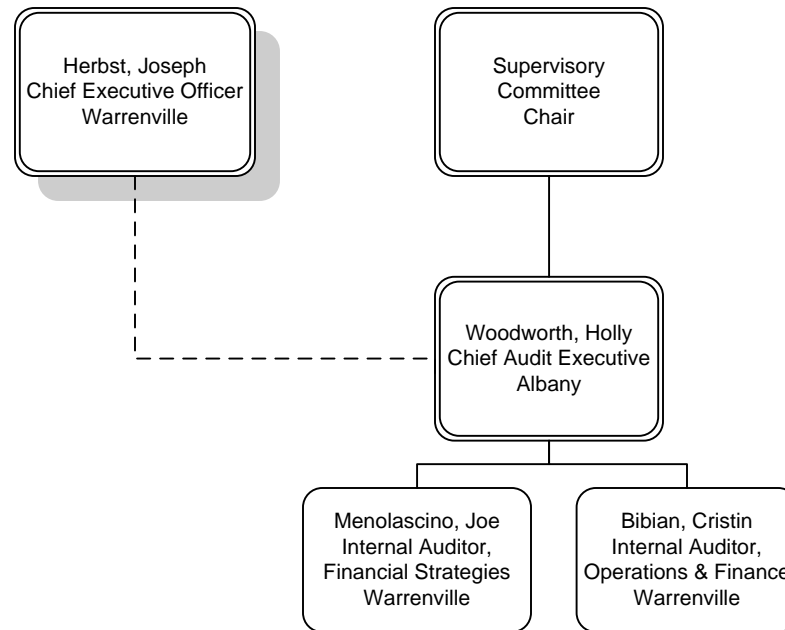 Herbst, Joseph
Chief Executive Officer
Warrenville
Supervisory
Committee
Chair
Woodworth, Holly
Chief Audit Executive
Albany
Menolascino, Joe
Internal Auditor,
Financial Strategies
Warrenville
Bibian, Cristin
Internal Auditor,
Operations & Finance
Warrenville